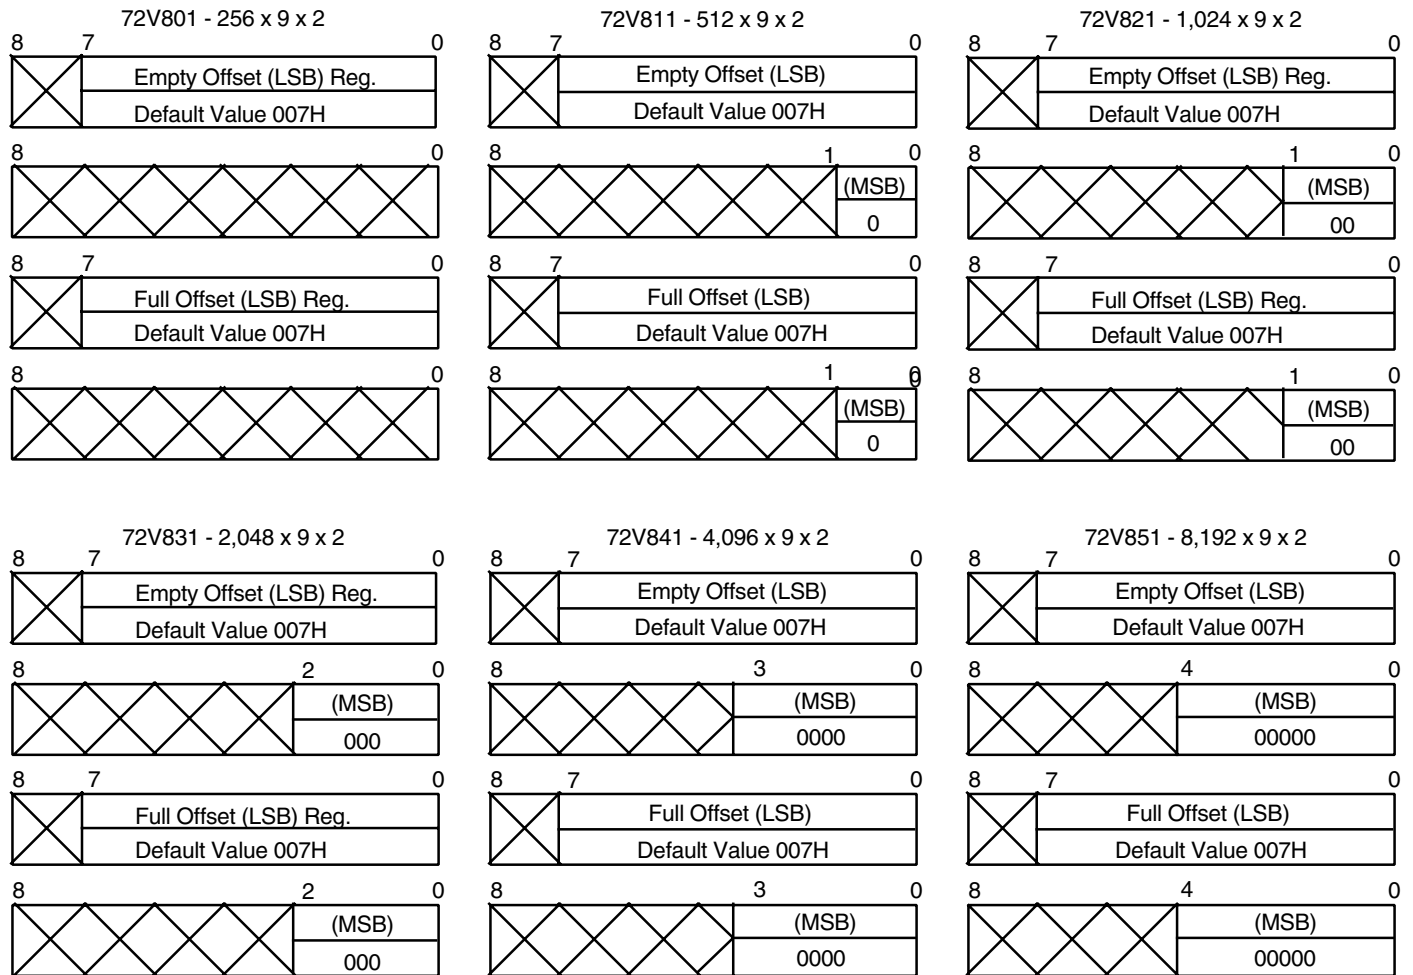 72V801 - 256 x 9 x 2
8 7 0
Empty Offset (LSB) Reg.
Default Value 007H
8 0
8 7 0
Full Offset (LSB) Reg.
Default Value 007H
8 0
72V811 - 512 x 9 x 2
8 7 0
Empty Offset (LSB)
Default Value 007H
8 1 0
(MSB)
0
8 7 0
Full Offset (LSB)
Default Value 007H
8 1 0
0
(MSB)
0
72V821 - 1,024 x 9 x 2
8 7 0
Empty Offset (LSB) Reg.
Default Value 007H
8 1 0
(MSB)
00
8 7 0
Full Offset (LSB) Reg.
Default Value 007H
8 1 0
(MSB)
00
72V831 - 2,048 x 9 x 2
8 7 0
Empty Offset (LSB) Reg.
Default Value 007H
8 2 0
(MSB)
000
8 7 0
Full Offset (LSB) Reg.
Default Value 007H
8 2 0
(MSB)
000
72V841 - 4,096 x 9 x 2
8 7 0
Empty Offset (LSB)
Default Value 007H
8 3 0
(MSB)
0000
8 7 0
Full Offset (LSB)
Default Value 007H
8 3 0
(MSB)
0000
72V851 - 8,192 x 9 x 2
8 7 0
Empty Offset (LSB)
Default Value 007H
8 4 0
(MSB)
00000
8 7 0
Full Offset (LSB)
Default Value 007H
8 4 0
(MSB)
00000